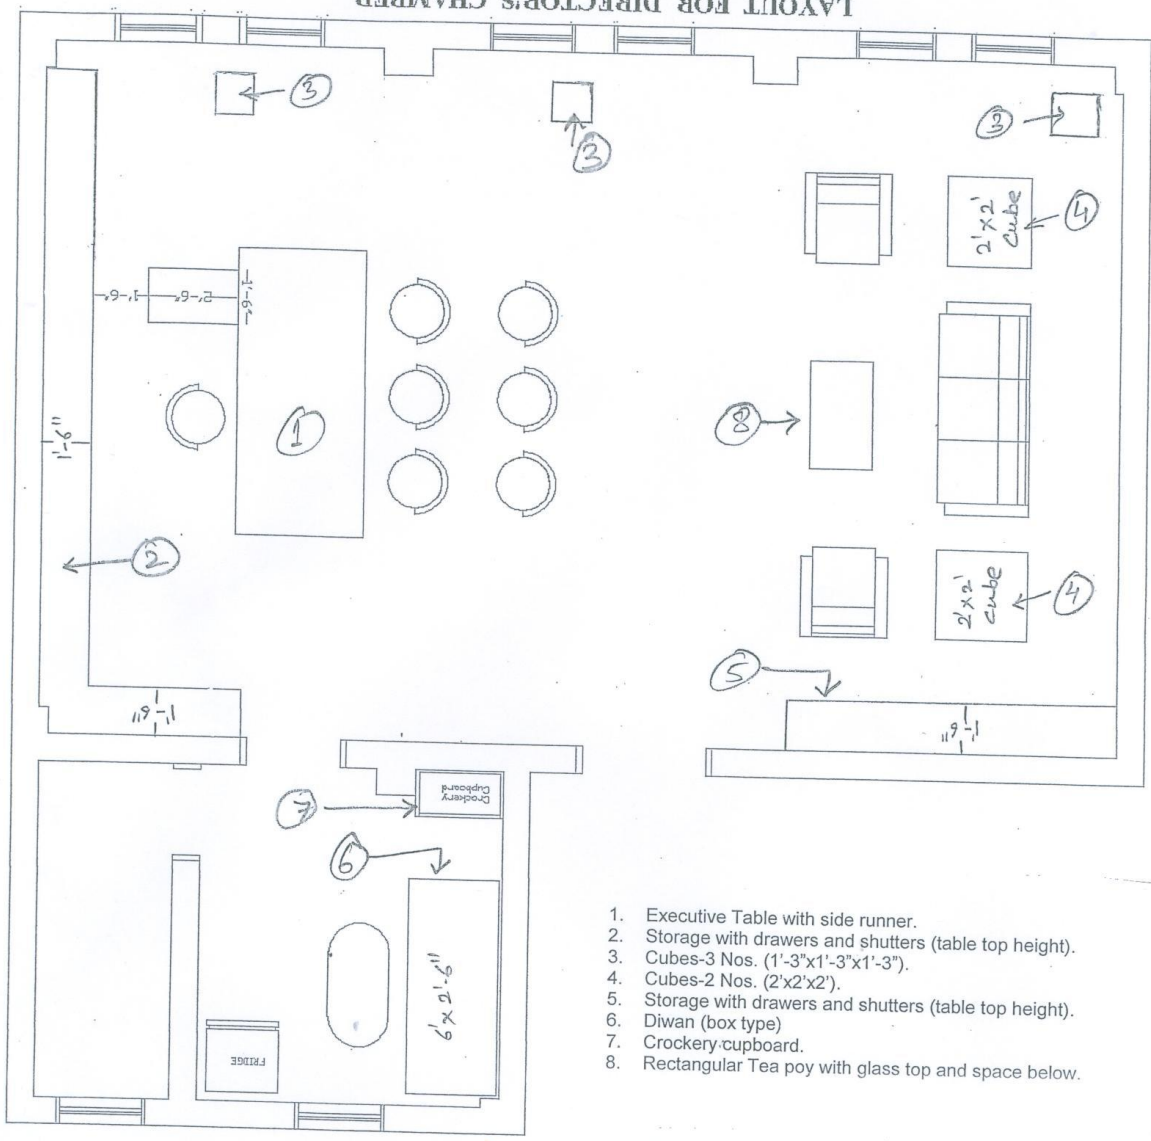 LAYOUT FOR DIRECTOR'S CHAMBER
3
3
3
2'x2'
cube
4
1'-6"
2'-6"
1'-6"
1
8
1'-6"
2
2'x2'
cube
4
5
1'-6"
1'-6"
Crockery
Cupboard
7
6
6'x2'-6"
FRIDGE
1. Executive Table with side runner.
2. Storage with drawers and shutters (table top height).
3. Cubes-3 Nos. (1'-3"x1'-3"x1'-3").
4. Cubes-2 Nos. (2'x2'x2').
5. Storage with drawers and shutters (table top height).
6. Diwan (box type)
7. Crockery cupboard.
8. Rectangular Tea poy with glass top and space below.